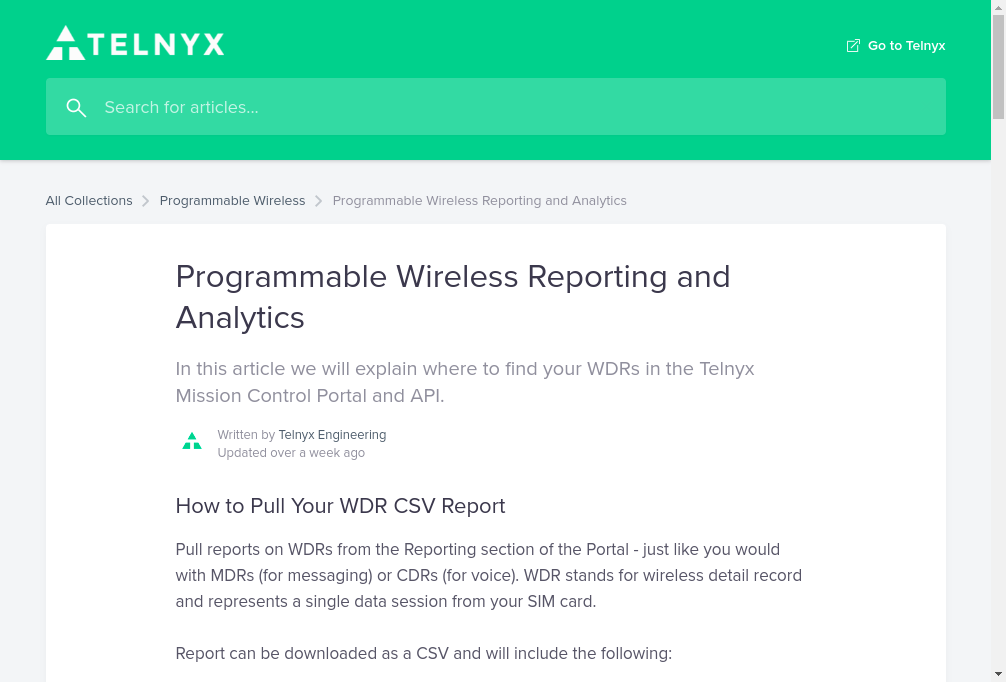 TELNYX
Go to Telnyx
Search for articles...
All Collections > Programmable Wireless > Programmable Wireless Reporting and Analytics
Programmable Wireless Reporting and
Analytics
In this article we will explain where to find your WDRs in the Telnyx
Mission Control Portal and API.
Written by Telnyx Engineering
Updated over a week ago
How to Pull Your WDR CSV Report
Pull reports on WDRs from the Reporting section of the Portal - just like you would
with MDRs (for messaging) or CDRs (for voice). WDR stands for wireless detail record
and represents a single data session from your SIM card.
Report can be downloaded as a CSV and will include the following: